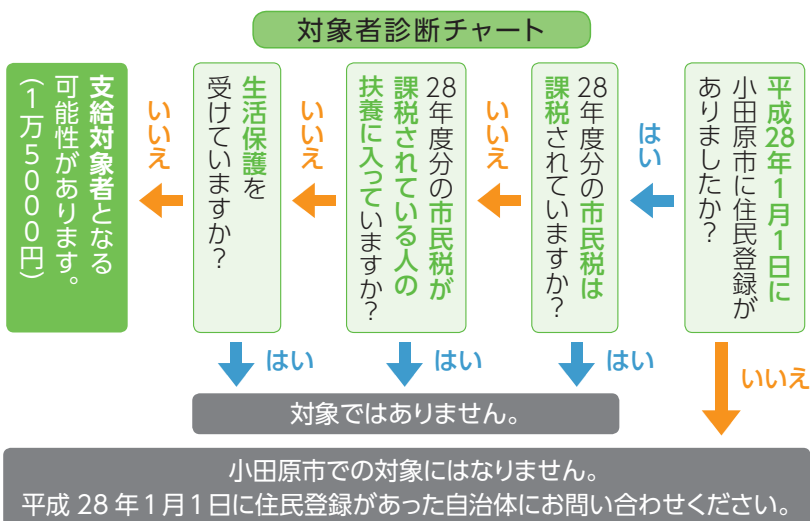 対象者診断チャート
平成28年1月1日に
小田原市に住民登録が
ありましたか?
はい
いいえ
28年度分の市民税は
課税されていますか?
いいえ
はい
28年度分の市民税が
課税されている人の
扶養に入っていますか?
いいえ
はい
生活保護を
受けていますか?
いいえ
はい
支給対象者となる
可能性があります。
(1万5000円)
対象ではありません。
小田原市での対象にはなりません。
平成 28 年1月1日に住民登録があった自治体にお問い合わせください。